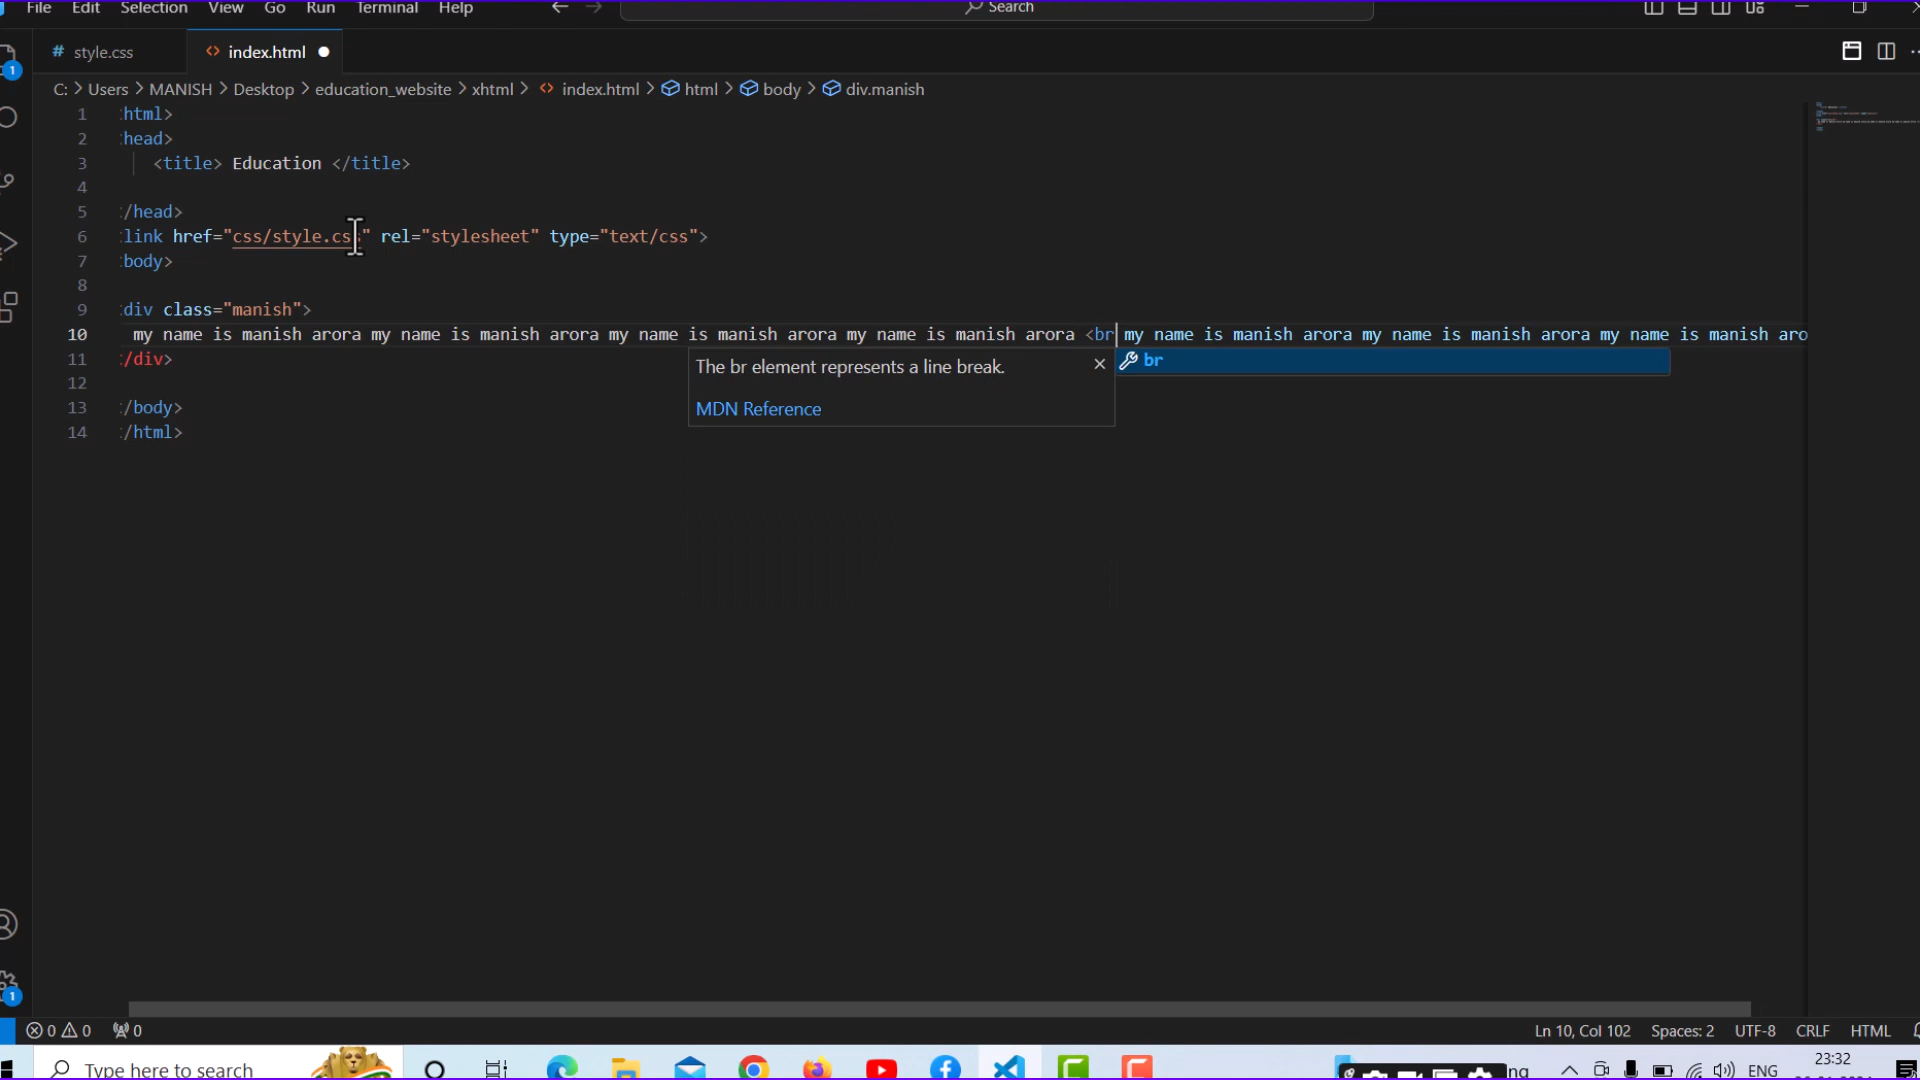 File Edit Selection View Go Run Terminal Help Search
# style.css <> index.html
C: > Users > MANISH > Desktop > education_website > xhtml > <> index.html > html > body > div.manish
1 html>
2 head>
3 <title> Education </title>
4
5 /head>
6 link href="css/style.css" rel="stylesheet" type="text/css">
7 body>
8
9 div class="manish">
10 my name is manish arora my name is manish arora my name is manish arora my name is manish arora <br my name is manish arora my name is manish arora my name is manish aro
11 /div>
The br element represents a line break.
br
12
MDN Reference
13 /body>
14 /html>
1
1
0 0 0
Ln 10, Col 102 Spaces: 2 UTF-8 CRLF HTML
Type here to search
ng
ENG
23:32